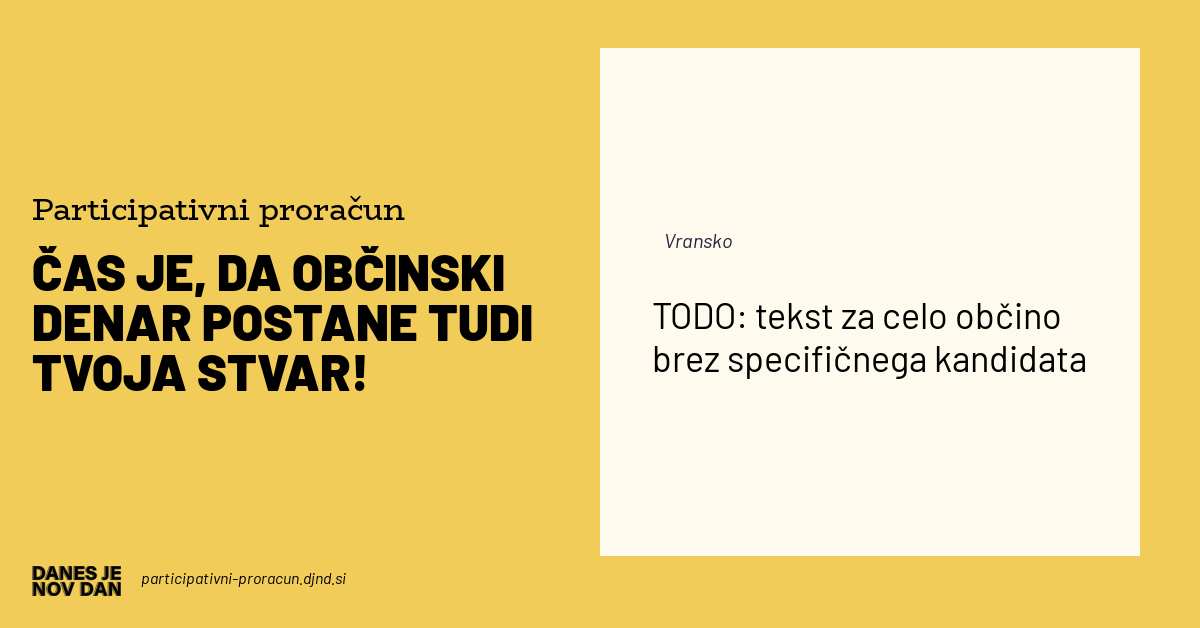 Participativni proračun
ČAS JE, DA OBČINSKI
DENAR POSTANE TUDI
TVOJA STVAR!
DANES JE
NOV DAN
participativni-proracun.djnd.si
Vransko
TODO: tekst za celo občino
brez specifičnega kandidata